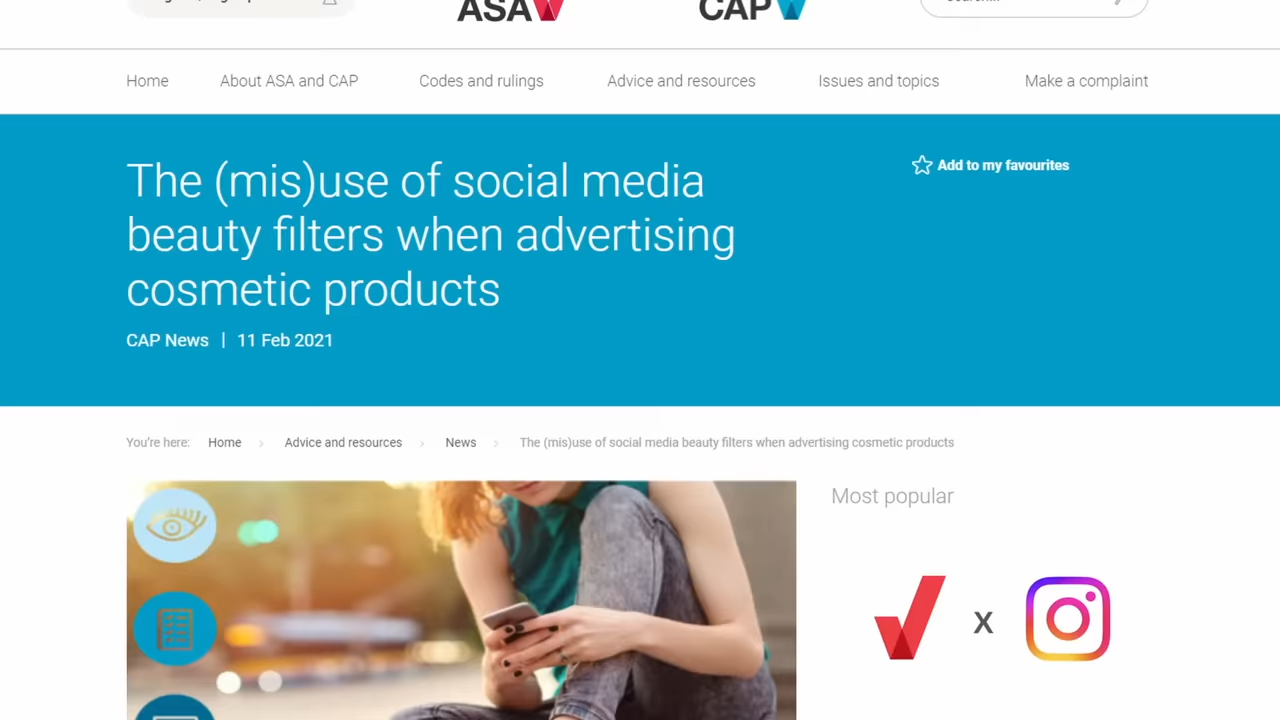 ASA
CAP
Home
About ASA and CAP
Codes and rulings
Advice and resources
Issues and topics
Make a complaint
The (mis)use of social media
beauty filters when advertising
cosmetic products
Add to my favourites
CAP News | 11 Feb 2021
You're here:
Home
Advice and resources
News
The (mis)use of social media beauty filters when advertising cosmetic products
Most popular
x